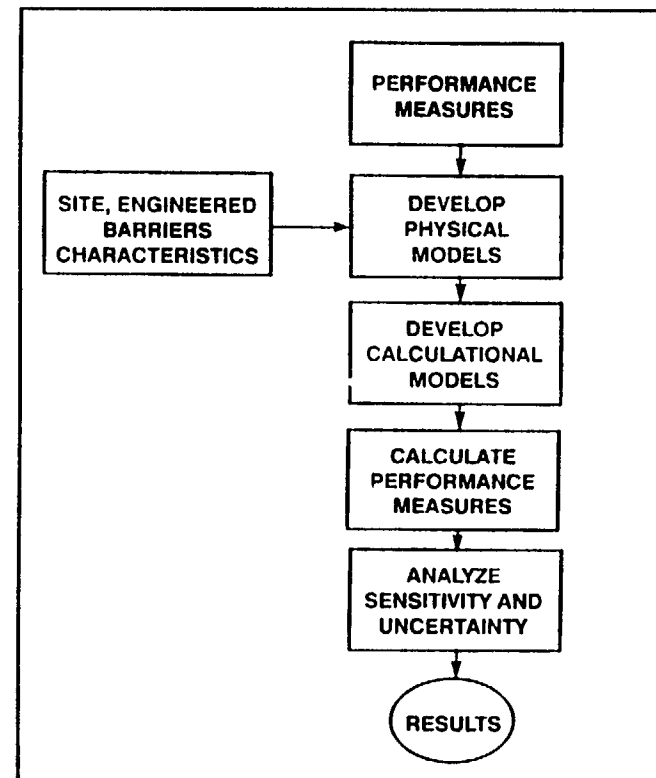 PERFORMANCE
MEASURES
SITE, ENGINEERED
BARRIERS
CHARACTERISTICS
DEVELOP
PHYSICAL
MODELS
DEVELOP
CALCULATIONAL
MODELS
CALCULATE
PERFORMANCE
MEASURES
ANALYZE
SENSITIVITY AND
UNCERTAINTY
RESULTS